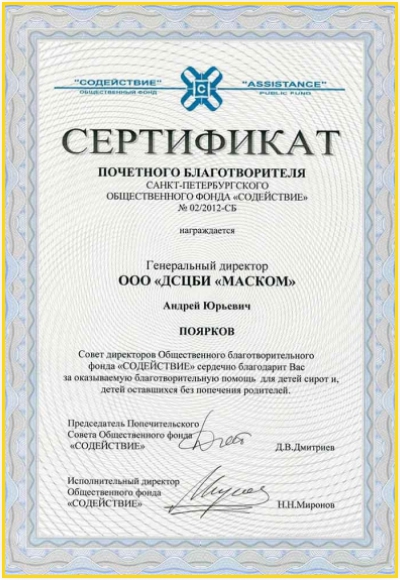 "СОДЕЙСТВИЕ"
ОБЩЕСТВЕННЫЙ ФОНД
С
"ASSISTANCE"
PUBLIC FUND
СЕРТИФИКАТ
ПОЧЕТНОГО БЛАГОТВОРИТЕЛЯ
САНКТ-ПЕТЕРБУРГСКОГО
ОБЩЕСТВЕННОГО ФОНДА «СОДЕЙСТВИЕ»
№ 02/2012-СБ
награждается
Генеральный директор
ООО «ДСЦБИ «МАСКОМ»
Андрей Юрьевич
ПОЯРКОВ
Совет директоров Общественного благотворительного
фонда «СОДЕЙСТВИЕ» сердечно благодарит Вас
за оказываемую благотворительную помощь для детей сирот и,
детей оставшихся без попечения родителей.
Председатель Попечительского
Совета Общественного фонда
«СОДЕЙСТВИЕ»
Д.В.Дмитриев
Исполнительный директор
Общественного фонда
«СОДЕЙСТВИЕ»
Н.Н.Миронов